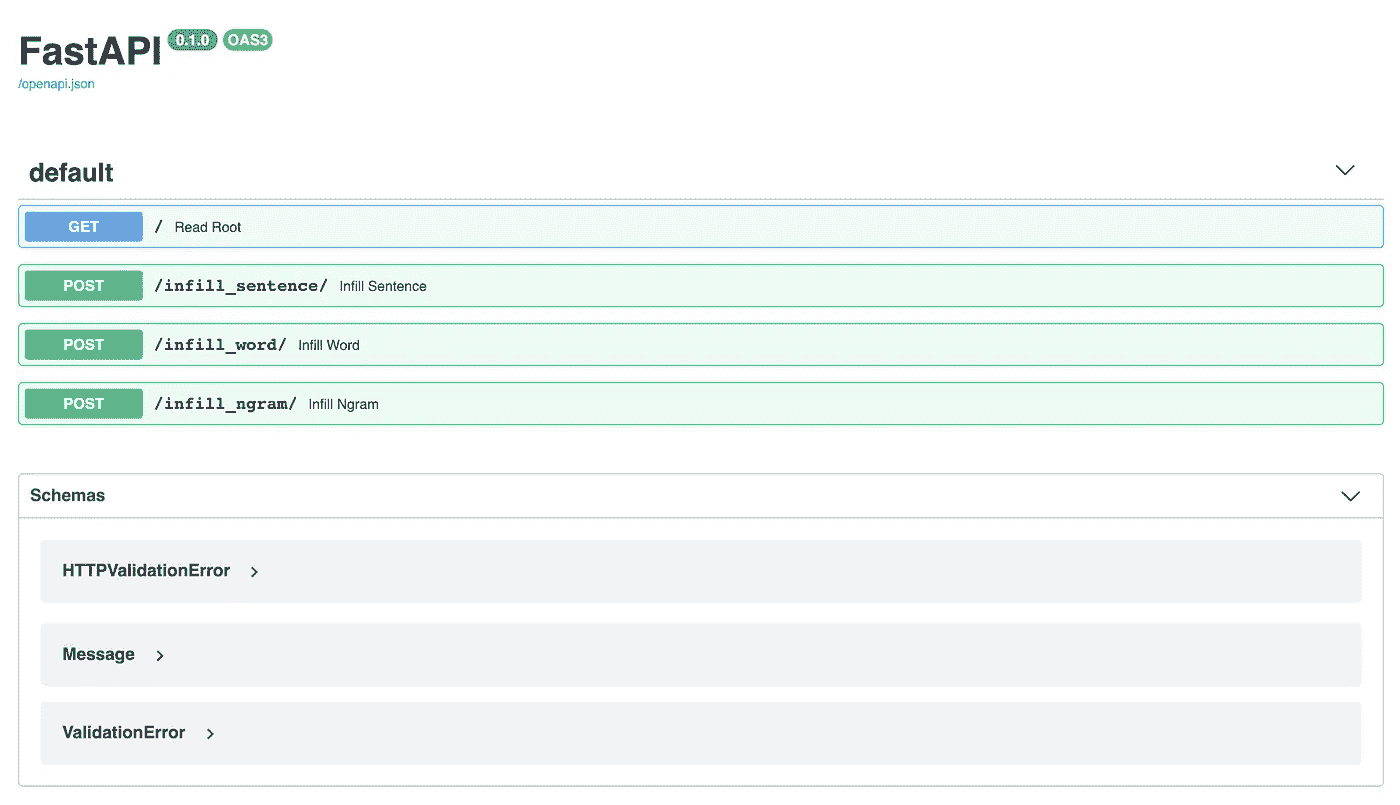 FastAPI 0.1.0 OAS3
/openapi.json
default
GET / Read Root
POST /infill_sentence/ Infill Sentence
POST /infill_word/ Infill Word
POST /infill_ngram/ Infill Ngram
Schemas
HTTPValidationError
Message
ValidationError